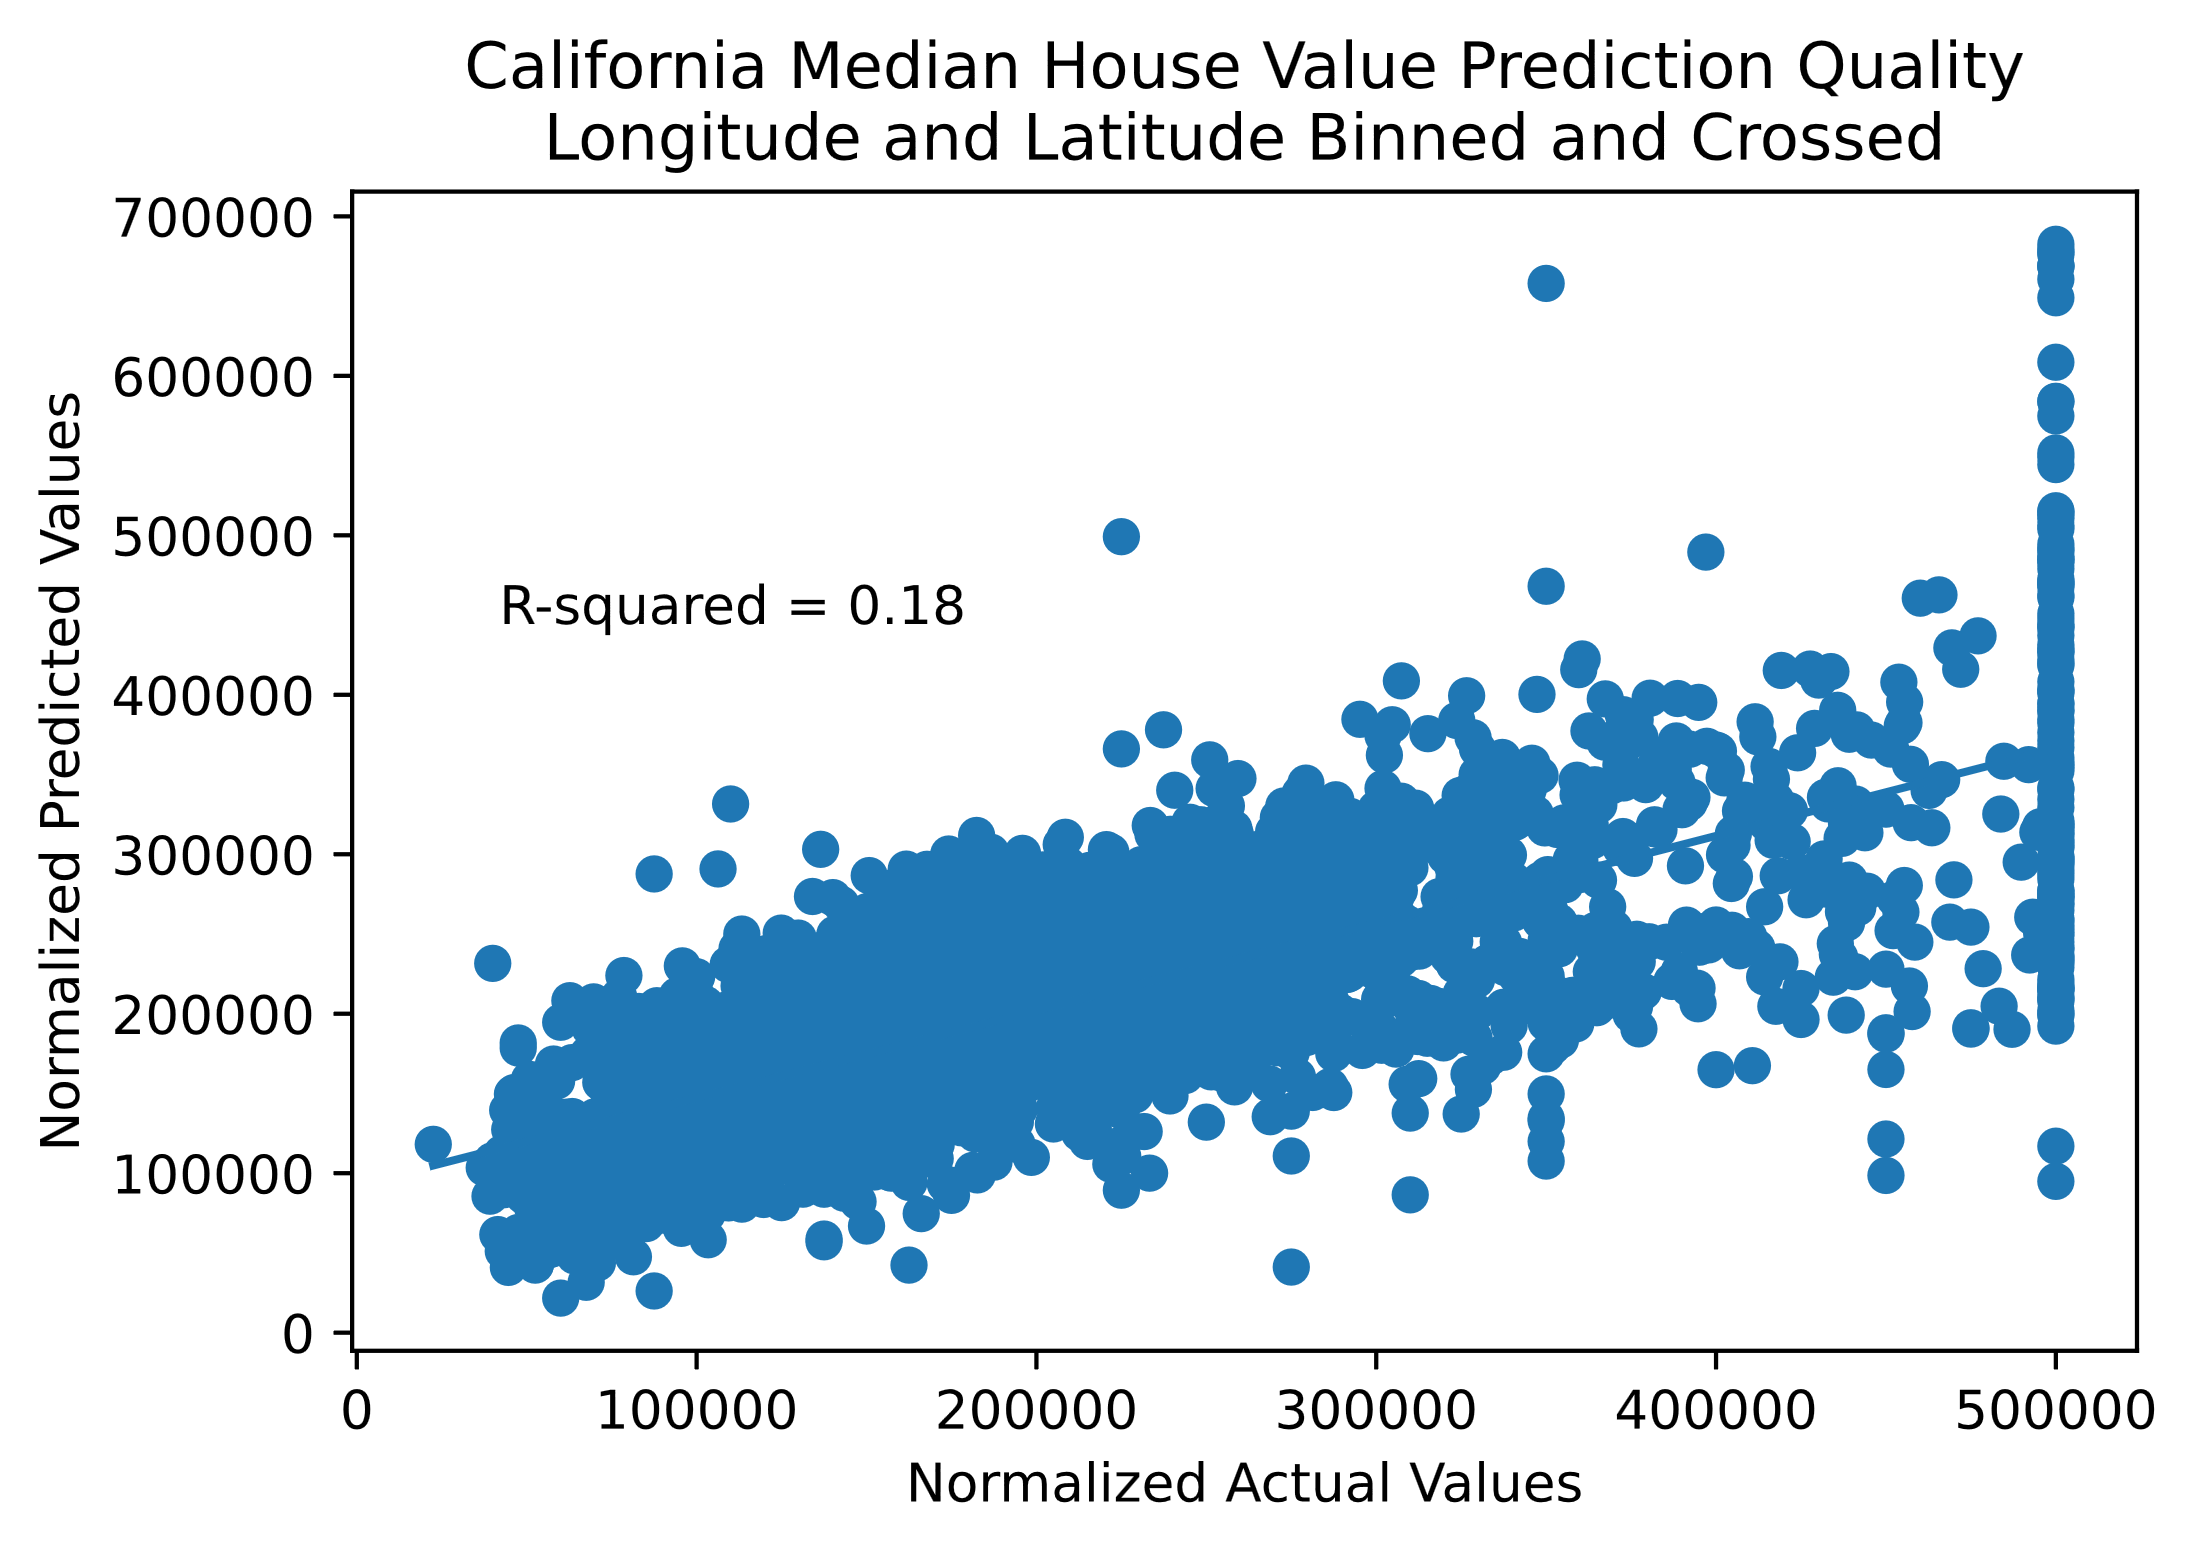 California Median House Value Prediction Quality
Longitude and Latitude Binned and Crossed
700000
600000
500000
400000
300000
200000
100000
0
Normalized Predicted Values
R-squared = 0.18
0 100000 200000 300000 400000 500000
Normalized Actual Values